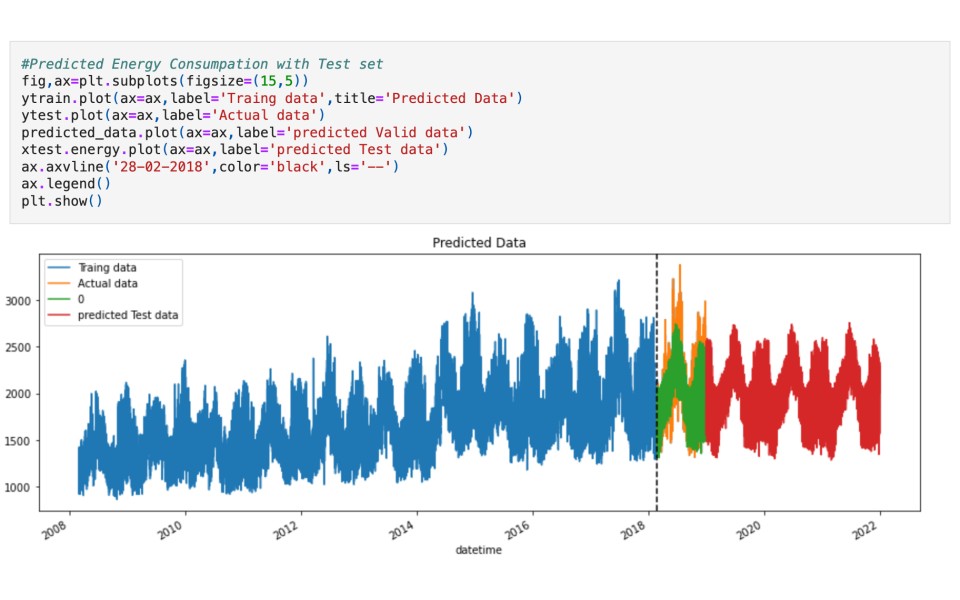 #Predicted Energy Consumpation with Test set
fig,ax=plt.subplots(figsize=(15,5))
ytrain.plot(ax=ax,label='Traing data',title='Predicted Data')
ytest.plot(ax=ax,label='Actual data')
predicted_data.plot(ax=ax,label='predicted Valid data')
xtest.energy.plot(ax=ax,label='predicted Test data')
ax.axvline('28-02-2018',color='black',ls='--')
ax.legend()
plt.show()
Predicted Data
Traing data
Actual data
0
predicted Test data
3000
2500
2000
1500
1000
2008
2010
2012
2014
2016
2018
2020
2022
datetime